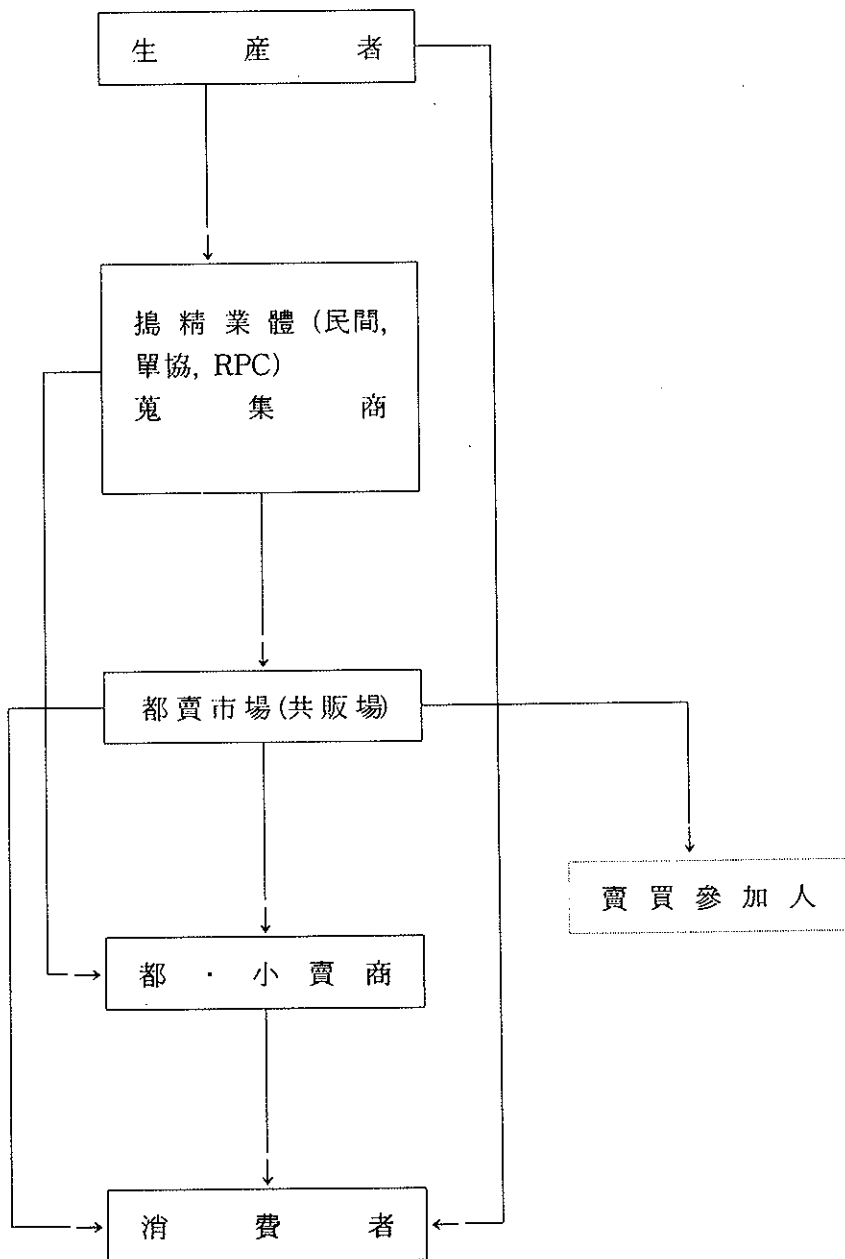 生 産 者
搗 精 業 體 (民間,
單協, RPC)
蒐 集 商
都賣市場(共販場)
賣 買 參 加 人
都 · 小 賣 商
消 費 者